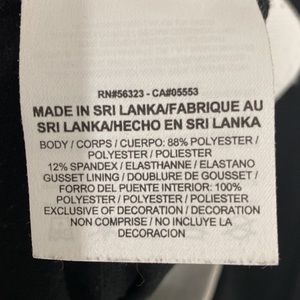 RN#56323 - CA#05553
MADE IN SRI LANKA/FABRIQUE AU
SRI LANKA/HECHO EN SRI LANKA
BODY / CORPS / CUERPO: 88% POLYESTER /
POLYESTER / POLIESTER
12% SPANDEX / ELASTHANNE / ELASTANO
GUSSET LINING / DOUBLURE DE GOUSSET /
FORRO DEL PUENTE INTERIOR: 100%
POLYESTER / POLYESTER / POLIESTER
EXCLUSIVE OF DECORATION / DECORATION
NON COMPRISE / NO INCLUYE LA
DECORACION